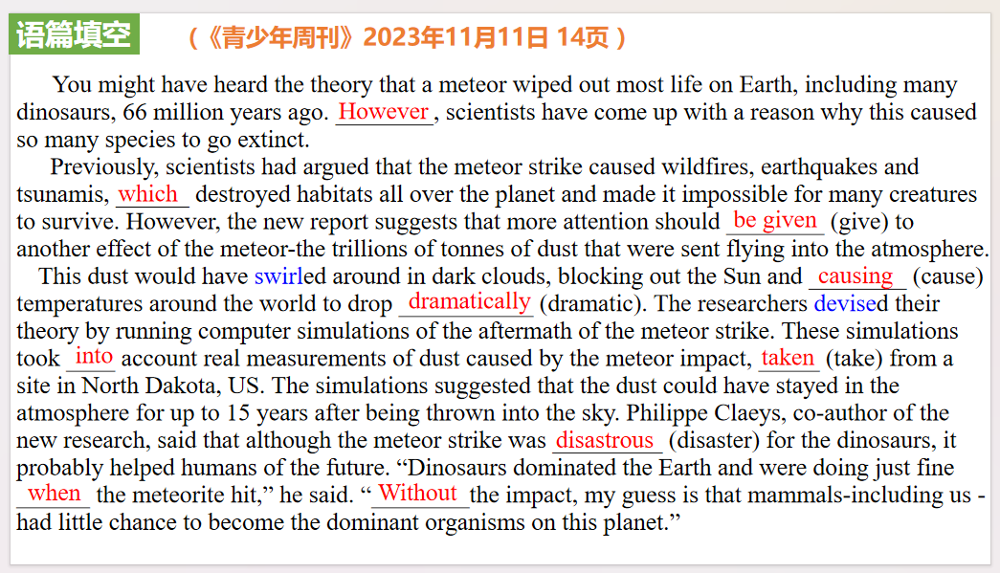 语篇填空 (《青少年周刊》2023年11月11日 14页 )
You might have heard the theory that a meteor wiped out most life on Earth, including many
dinosaurs, 66 million years ago. However, scientists have come up with a reason why this caused
so many species to go extinct.
Previously, scientists had argued that the meteor strike caused wildfires, earthquakes and
tsunamis, which destroyed habitats all over the planet and made it impossible for many creatures
to survive. However, the new report suggests that more attention should be given (give) to
another effect of the meteor-the trillions of tonnes of dust that were sent flying into the atmosphere.
This dust would have swirled around in dark clouds, blocking out the Sun and causing (cause)
temperatures around the world to drop dramatically (dramatic). The researchers devised their
theory by running computer simulations of the aftermath of the meteor strike. These simulations
took into account real measurements of dust caused by the meteor impact, taken (take) from a
site in North Dakota, US. The simulations suggested that the dust could have stayed in the
atmosphere for up to 15 years after being thrown into the sky. Philippe Claeys, co-author of the
new research, said that although the meteor strike was disastrous (disaster) for the dinosaurs, it
probably helped humans of the future. “Dinosaurs dominated the Earth and were doing just fine
when the meteorite hit,” he said. “ Without the impact, my guess is that mammals-including us -
had little chance to become the dominant organisms on this planet.”